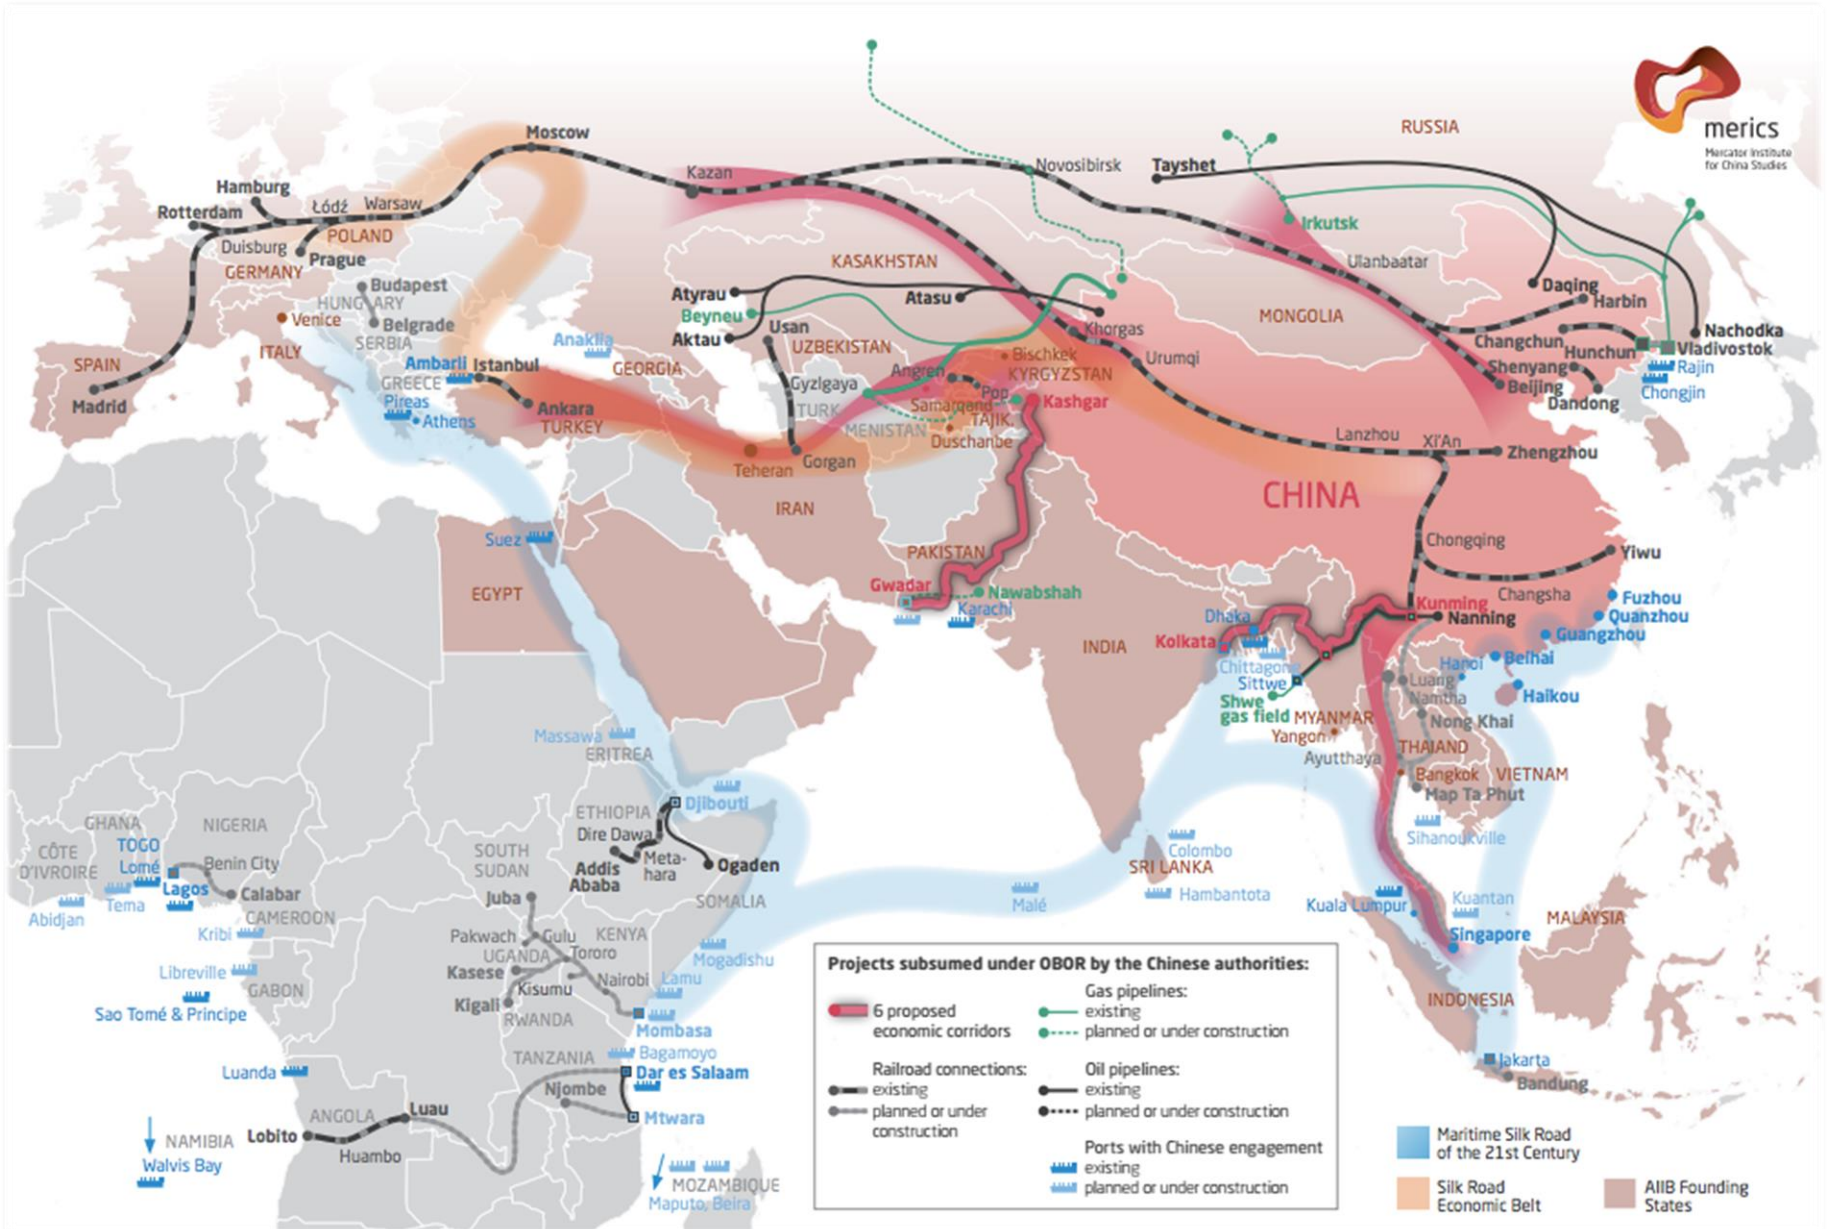 merics
Mercator Institute
for China Studies
RUSSIA
Moscow
Kazan
Novosibirsk
Tayshet
Irkutsk
Hamburg
Rotterdam
Łódź
Warsaw
Duisburg
POLAND
Prague
GERMANY
Budapest
HUNGARY
Belgrade
SERBIA
Venice
ITALY
SPAIN
Madrid
Ambarli
Istanbul
GREECE
Pireas
Athens
Anaklia
GEORGIA
Ankara
TURKEY
KASAKHSTAN
Atyrau
Beyneu
Aktau
Atasu
Usan
UZBEKISTAN
Gyzlgaya
TURK
MENISTAN
Angren
Pop
Samarqand
TAJIK.
Duschanbe
Bischkek
KYRGYZSTAN
Kashgar
Khorgas
Urumqi
Teheran
Gorgan
IRAN
Ulanbaatar
MONGOLIA
Daqing
Harbin
Changchun
Hunchun
Nachodka
Vladivostok
Shenyang
Rajin
Beijing
Chongjin
Dandong
Lanzhou
Xi'An
Zhengzhou
CHINA
Chongqing
Yiwu
Changsha
Fuzhou
Quanzhou
Guangzhou
Kunming
Nanning
Beihai
Hanoi
Haikou
PAKISTAN
Gwadar
Nawabshah
Karachi
INDIA
Dhaka
Kolkata
Chittagong
Sittwe
Shwe
gas field
MYANMAR
Yangon
Luang
Namtha
Nong Khai
THAIAND
Ayutthaya
Bangkok
VIETNAM
Map Ta Phut
Sihanoukville
Suez
EGYPT
Massawa
ERITREA
Djibouti
ETHIOPIA
Dire Dawa
Meta-
hara
Addis
Ababa
Ogaden
SOMALIA
SOUTH
SUDAN
Juba
GHANA
NIGERIA
CÔTE
D'IVOIRE
TOGO
Lomé
Benin City
Lagos
Calabar
Tema
Abidjan
CAMEROON
Kribi
Libreville
GABON
Sao Tomé & Principe
Pakwach
Gulu
KENYA
UGANDA
Tororo
Kasese
Kisumu
Nairobi
Kigali
RWANDA
Mogadishu
Lamu
Mombasa
TANZANIA
Bagamoyo
Dar es Salaam
Njombe
Mtwara
Luanda
ANGOLA
Luau
Lobito
Huambo
NAMIBIA
Walvis Bay
MOZAMBIQUE
Maputo, Beira
Malé
Colombo
SRI LANKA
Hambantota
Kuala Lumpur
Kuantan
MALAYSIA
Singapore
INDONESIA
Jakarta
Bandung
Projects subsumed under OBOR by the Chinese authorities:
6 proposed
economic corridors
Gas pipelines:
existing
planned or under construction
Railroad connections:
existing
planned or under
construction
Oil pipelines:
existing
planned or under construction
Ports with Chinese engagement
existing
planned or under construction
Maritime Silk Road
of the 21st Century
Silk Road
Economic Belt
AIIB Founding
States